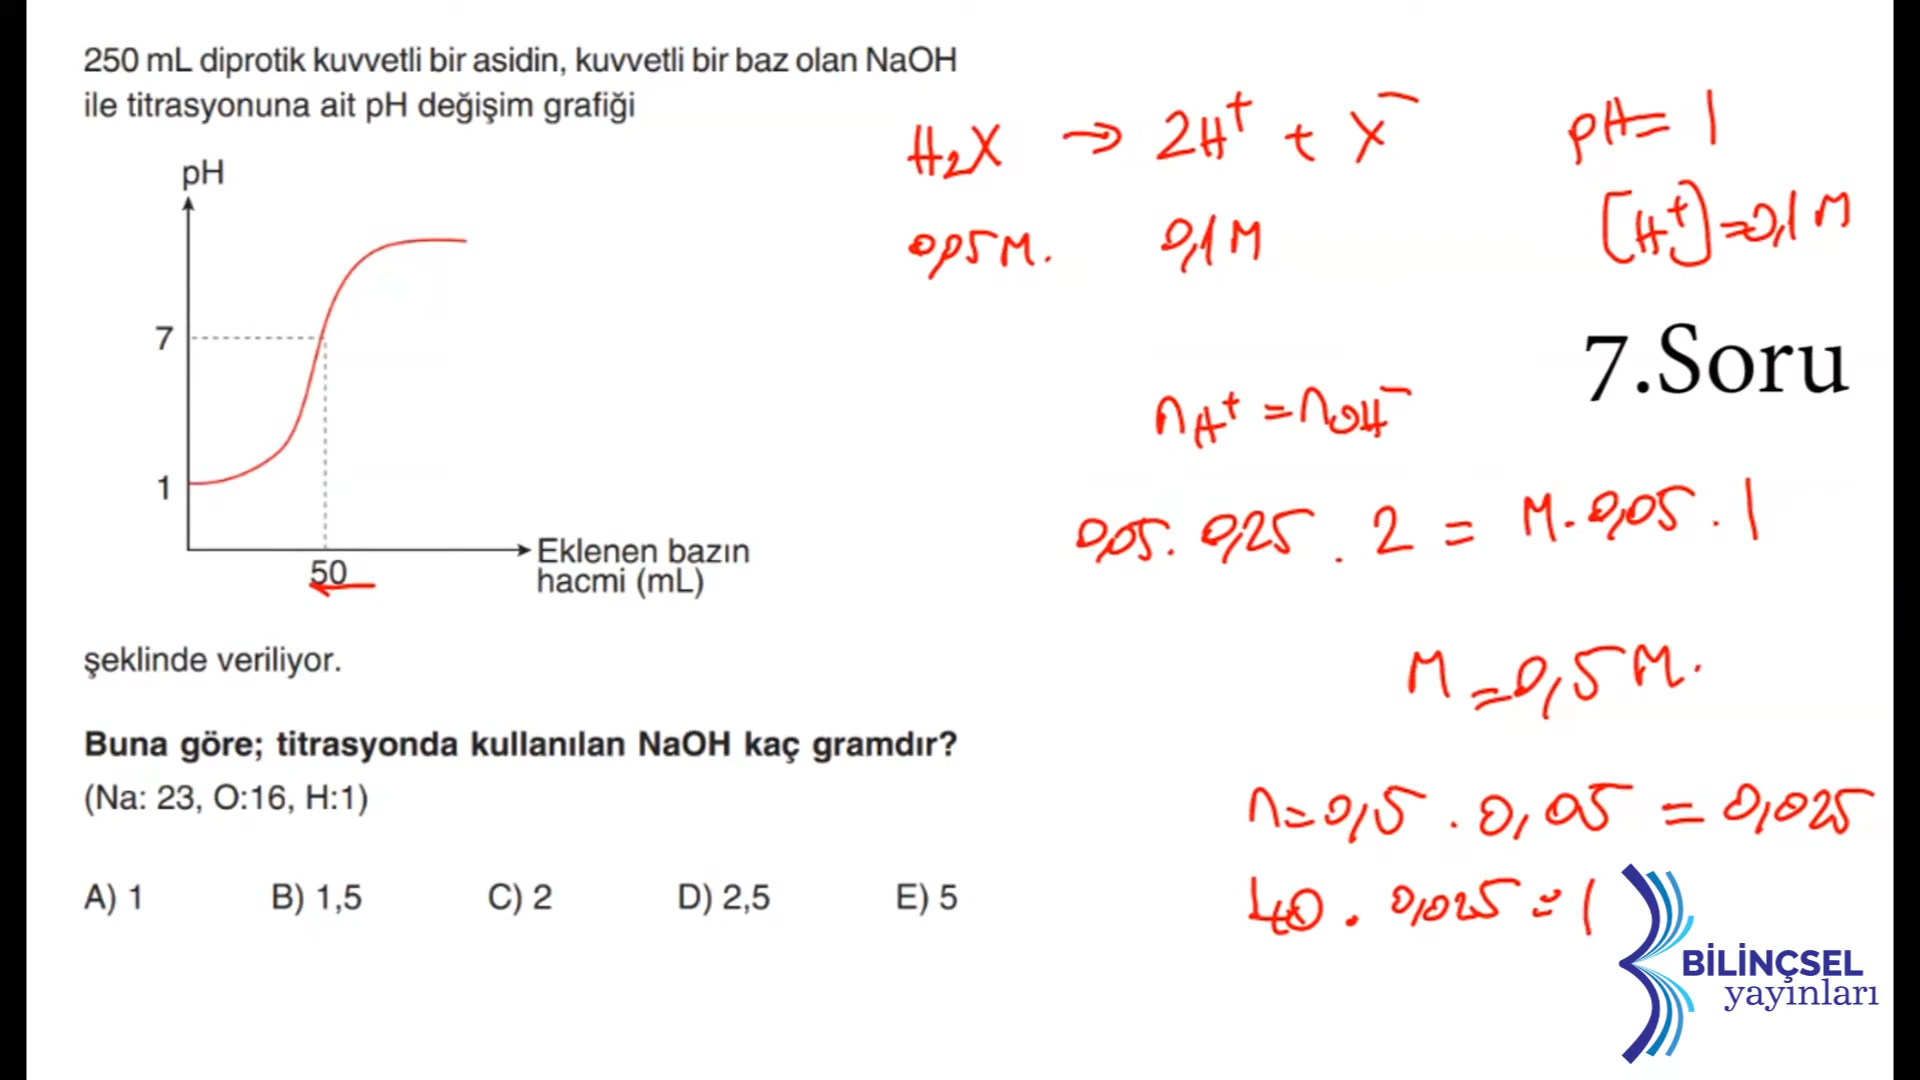 250 mL diprotik kuvvetli bir asidin, kuvvetli bir baz olan NaOH
ile titrasyonuna ait pH değişim grafiği
pH
7
1
50
Eklenen bazın
hacmi (mL)
şeklinde veriliyor.
Buna göre; titrasyonda kullanılan NaOH kaç gramdır?
(Na: 23, O:16, H:1)
A) 1 B) 1,5 C) 2 D) 2,5 E) 5
H₂X → 2H⁺ + X⁻
0,05M. 0,1M
pH= 1
[H⁺]=0,1M
7.Soru
nH⁺ = nOH⁻
0,05. 0,25 . 2 = M. 0,05 . 1
M=0,5M.
n=0,5 . 0,05 = 0,025
40 . 0,025 = 1
BİLİNÇSEL
yayınları